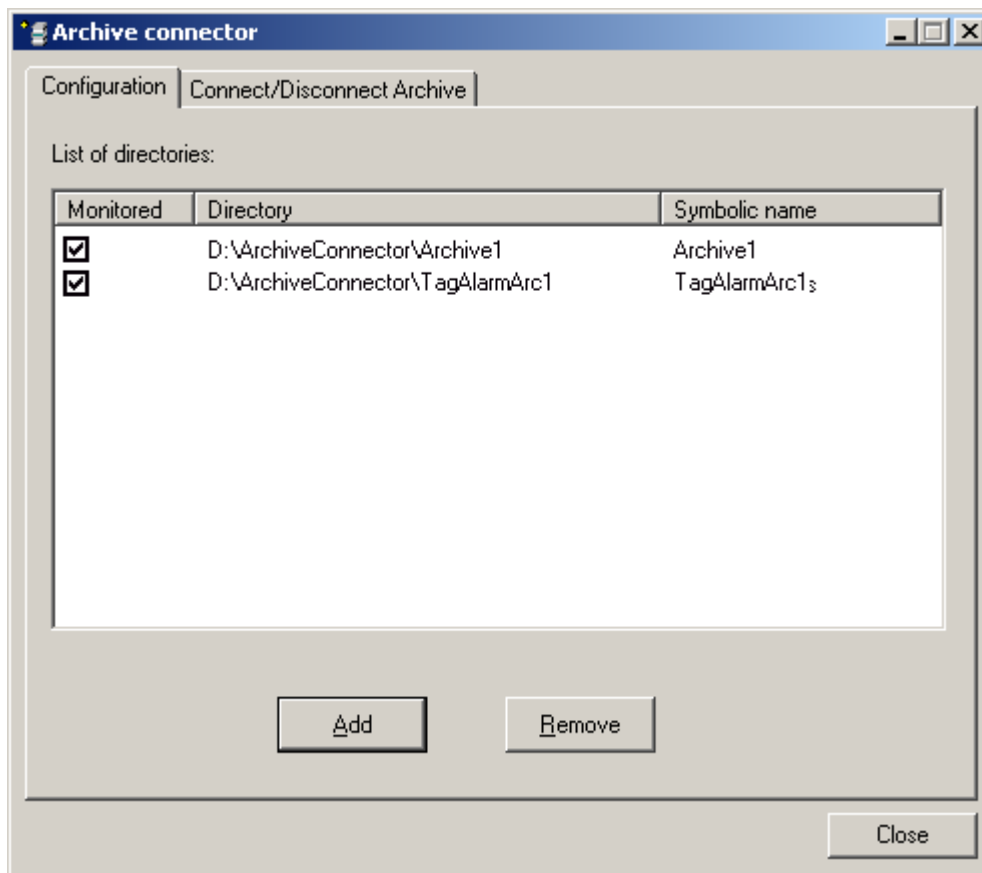 Archive connector
Configuration Connect/Disconnect Archive
List of directories:
Monitored Directory Symbolic name
D:\ArchiveConnector\Archive1 Archive1
D:\ArchiveConnector\TagAlarmArc1 TagAlarmArc1₃
Add Remove
Close